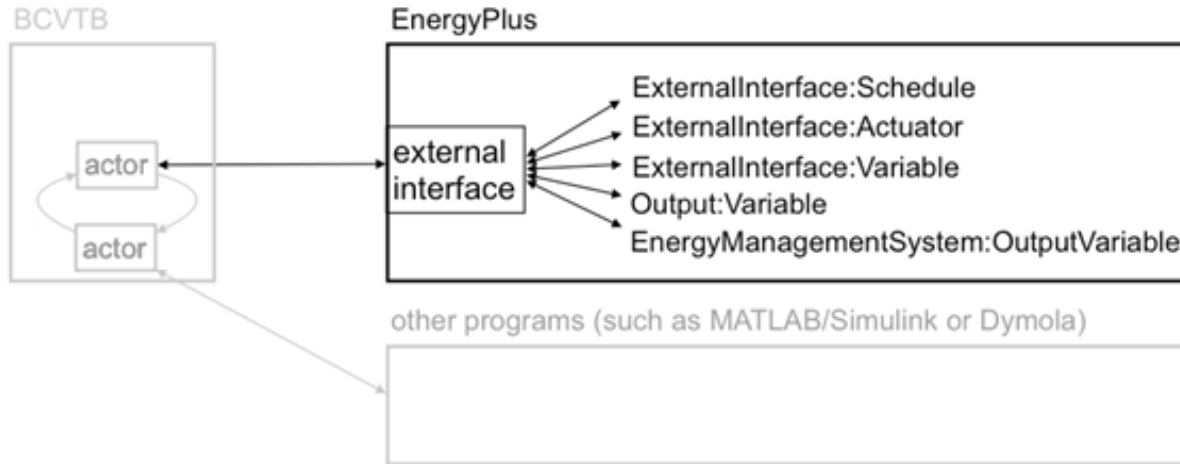 BCVTB
EnergyPlus
ExternalInterface:Schedule
ExternalInterface:Actuator
ExternalInterface:Variable
Output:Variable
EnergyManagementSystem:OutputVariable
external
interface
actor
actor
other programs (such as MATLAB/Simulink or Dymola)